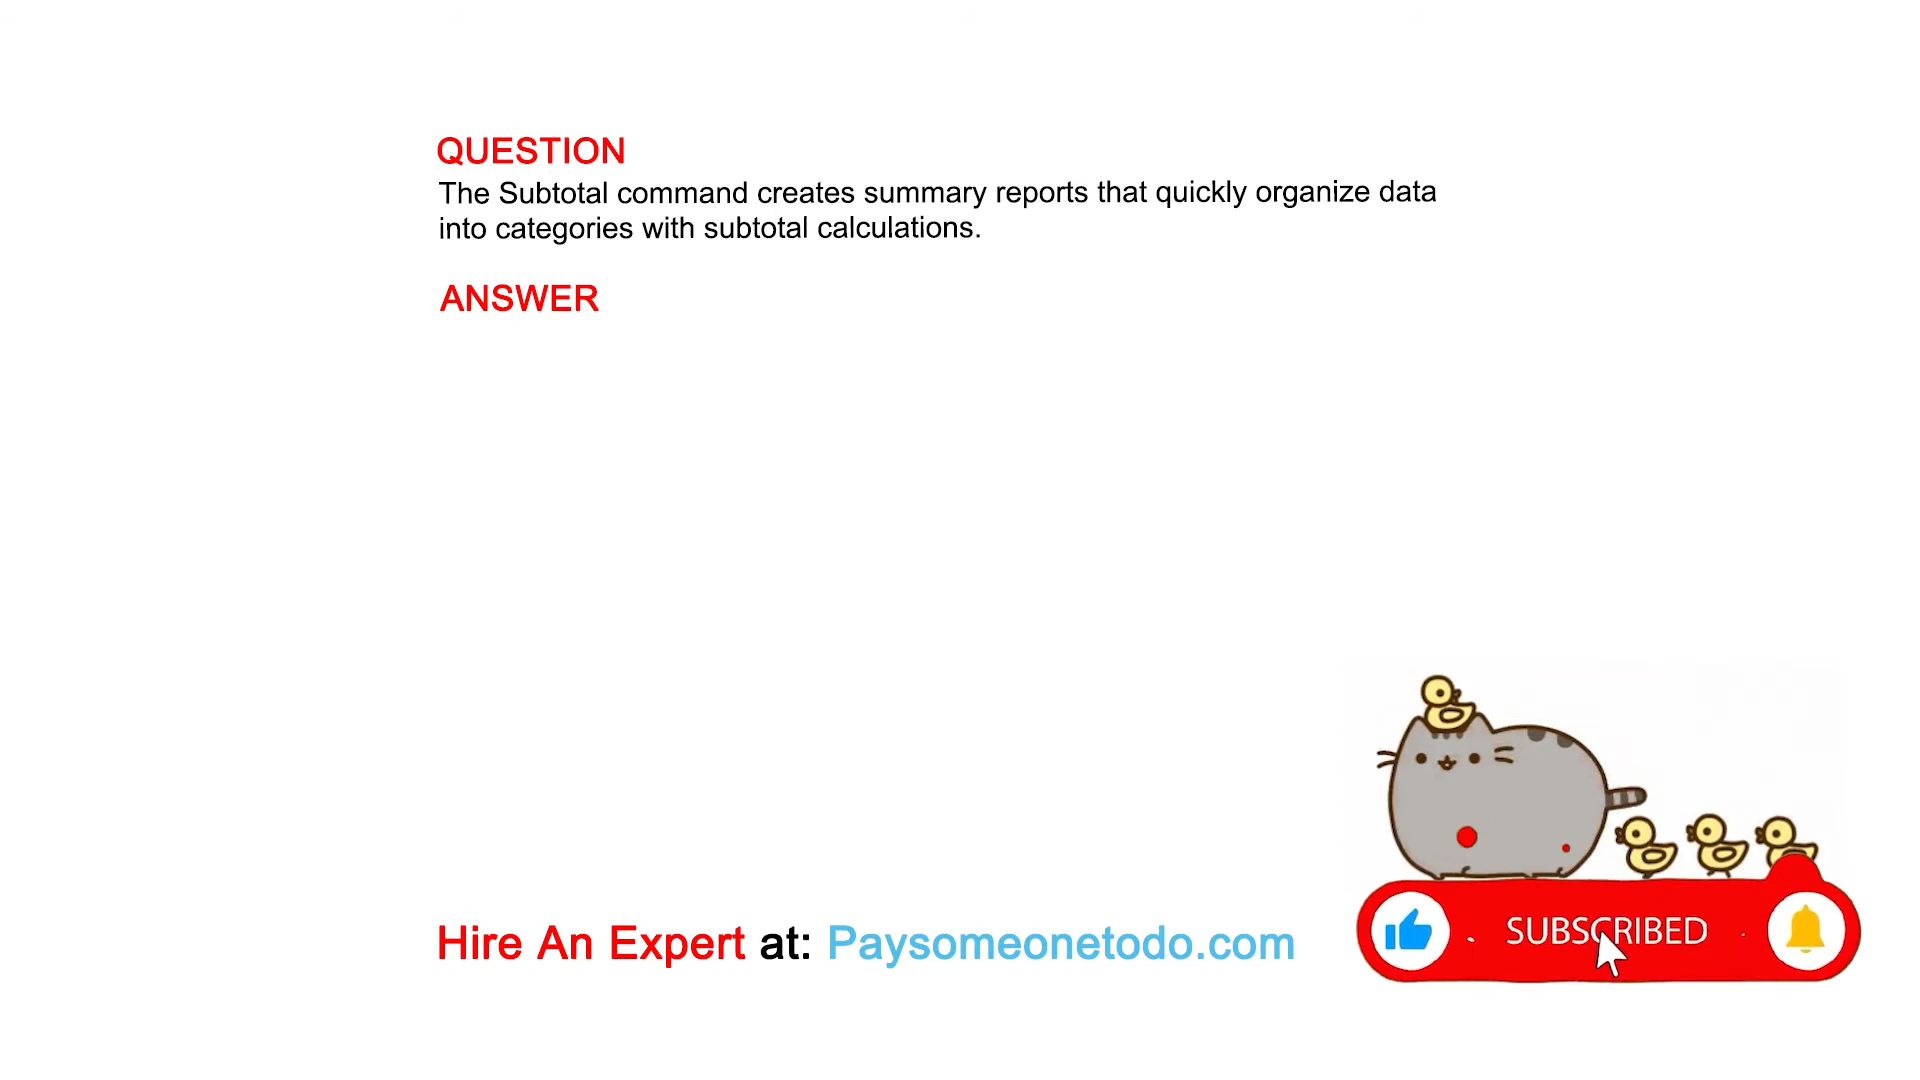 QUESTION
The Subtotal command creates summary reports that quickly organize data
into categories with subtotal calculations.
ANSWER
Hire An Expert at: Paysomeonetodo.com
SUBSCRIBED